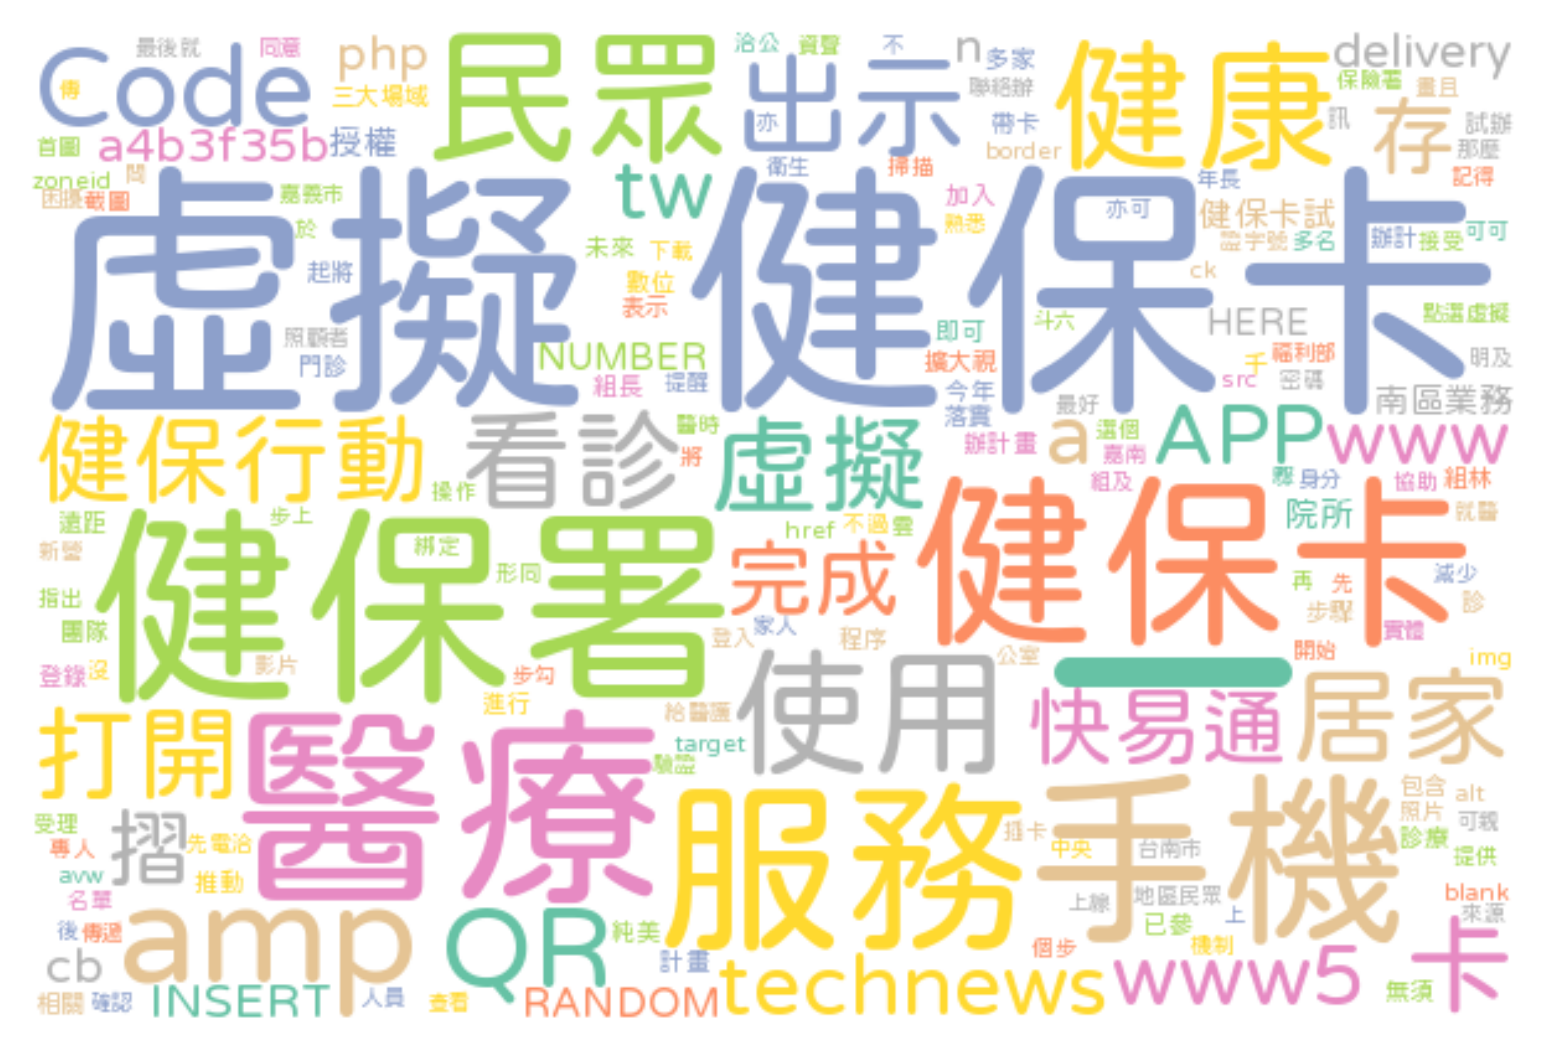 最後就
同意
php
民眾
洽公
資聲
不
n
多家
delivery
Code
傳
三大場域
出示
亦
聯絡辦
健康
保險署
畫且
首圖
a4b3f35b
授權
帶卡
border
存
訊
試辦
那麼
zoneid
問
困擾
截圖
嘉義市
tw
衛生
掃描
加入
年長
記得
虛擬
健保卡
於
起將
未來
下載
數位
表示
熟悉
亦可
健保卡試
證字號
多名
辦計
接受
可可
ck
照顧者
門診
NUMBER
組長
提醒
即可
擴大視
今年
落實
斗六
HERE
千
福利部
src
密碼
點選虛擬
明及
南區業務
健保行動
看診
醫時
將
虛擬
辦計畫
最好
a
選個
嘉南
APP
www
操作
組及
身分
協助
組林
遠距
步上
健保署
綁定
形同
href
不過
雲
完成
健保卡
院所
就醫
新營
指出
團隊
再
先
步驟
減少
診
登入
家人
程序
實體
登錄
沒
影片
步勾
進行
公室
開始
img
打開
醫療
給醫護
target
使用
快易通
居家
受理
專人
摺
先電洽
avw
推動
名單
服務
插卡
手機
中央
台南市
包含
照片
alt
診療
可親
提供
上線
地區民眾
已參
上
blank
來源
後
傳遞
amp
QR
純美
計畫
個步
機制
cb
technews
www5
卡
相關
確認
INSERT
人員
查看
RANDOM
無須